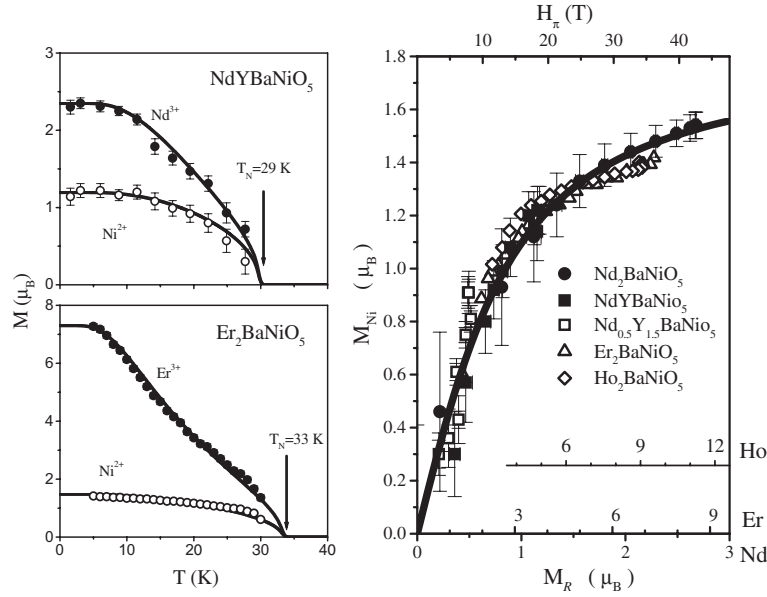 NdYBaNiO5
Nd3+
TN=29 K
Ni2+
3
2
1
0
M (μB)
Er2BaNiO5
Er3+
TN=33 K
Ni2+
8
6
4
2
0
0 10 20 30 40
T (K)
Hπ (T)
10 20 30 40
1.8
1.6
1.4
1.2
1.0
0.8
0.6
0.4
0.2
0.0
MNi (μB)
Nd2BaNiO5
NdYBaNio5
Nd0.5Y1.5BaNio5
Er2BaNiO5
Ho2BaNiO5
6 9 12 Ho
3 6 9 Er
0 1 2 3 Nd
MR (μB)